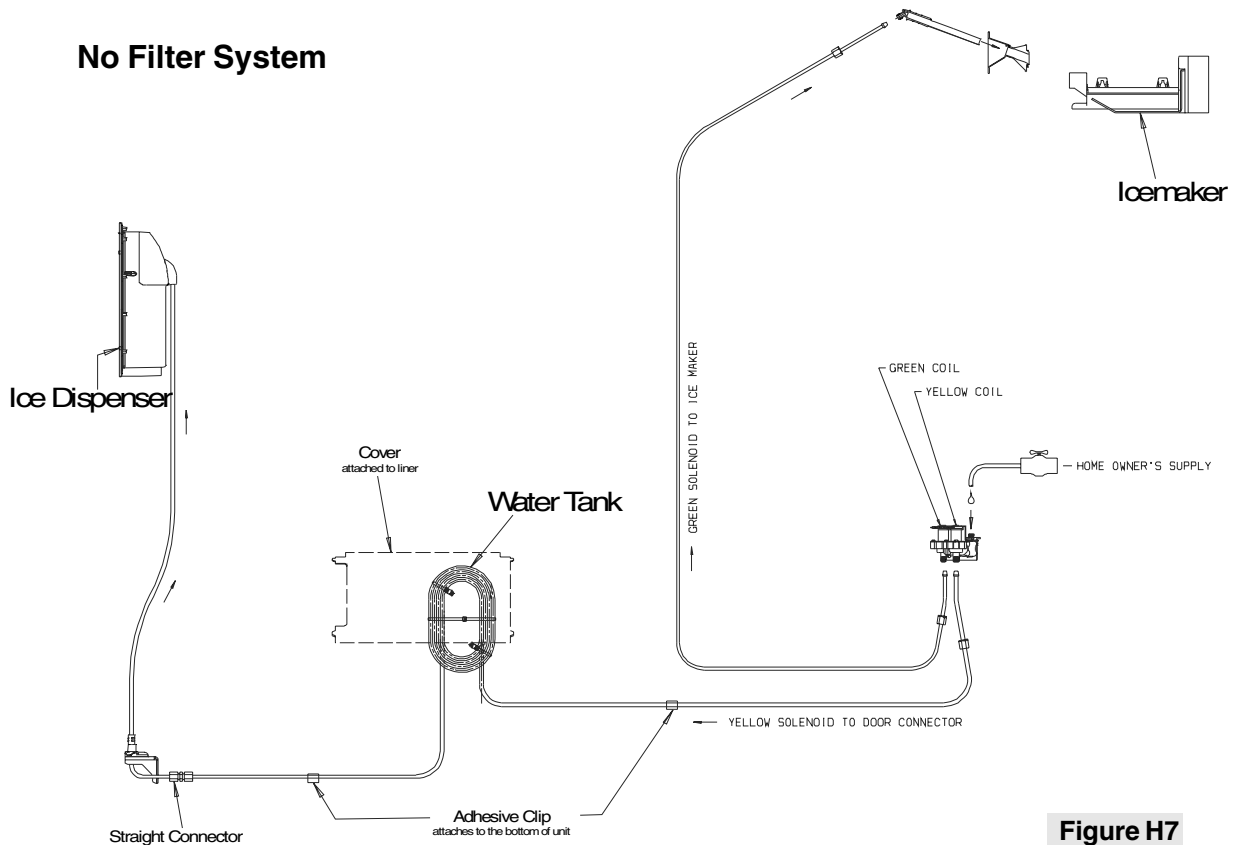 No Filter System
Icemaker
Ice Dispenser
GREEN SOLENOID TO ICE MAKER
GREEN COIL
YELLOW COIL
Cover
attached to liner
HOME OWNER'S SUPPLY
Water Tank
YELLOW SOLENOID TO DOOR CONNECTOR
Straight Connector
Adhesive Clip
attaches to the bottom of unit
Figure H7